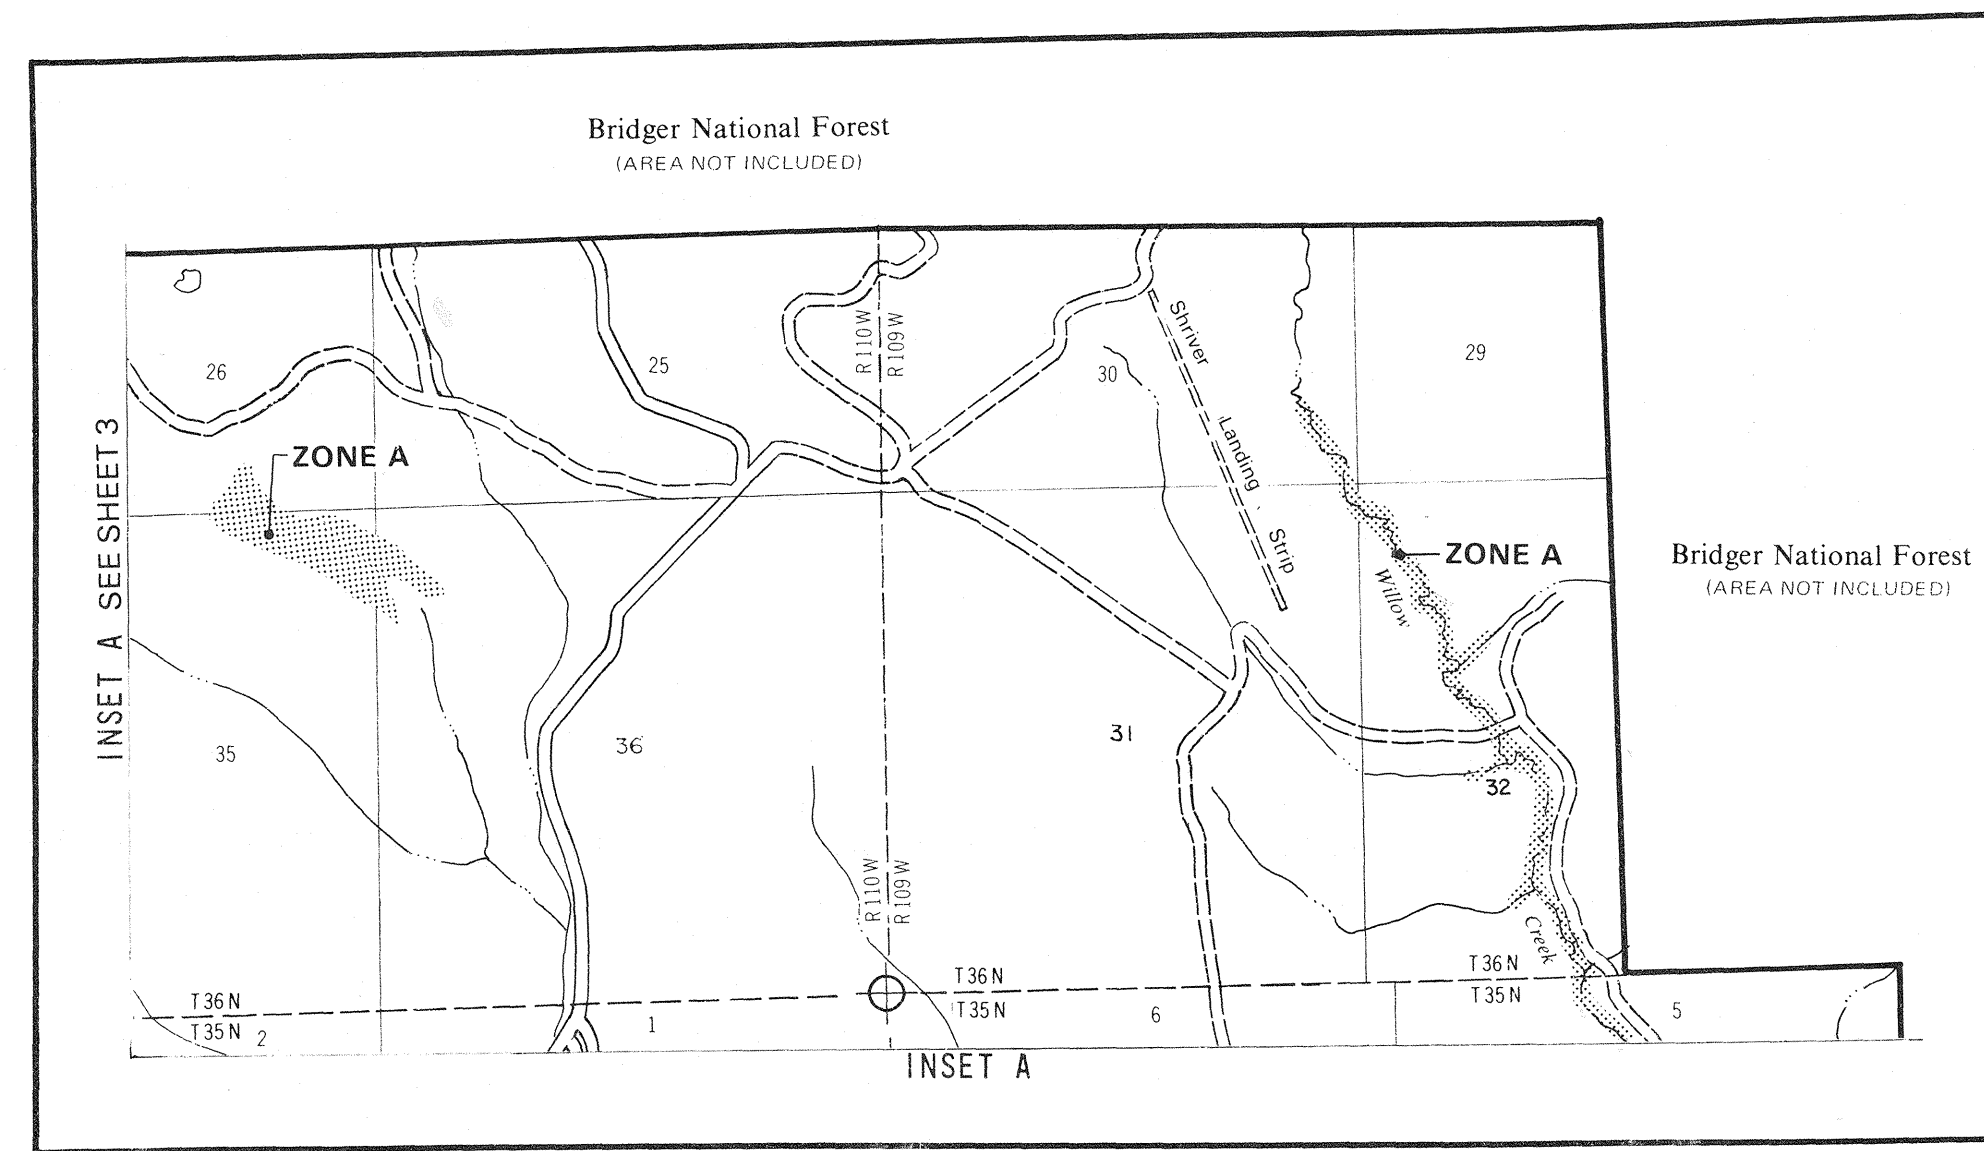 Bridger National Forest
(AREA NOT INCLUDED)
26
25
R110W
R109W
30
Shriver
Landing
Strip
29
ZONE A
INSET A SEE SHEET 3
ZONE A
Willow
Bridger National Forest
(AREA NOT INCLUDED)
35
36
31
32
R110W
R109W
Creek
T36N
T35N
2
1
T36N
T35N
6
T36N
T35N
5
INSET A